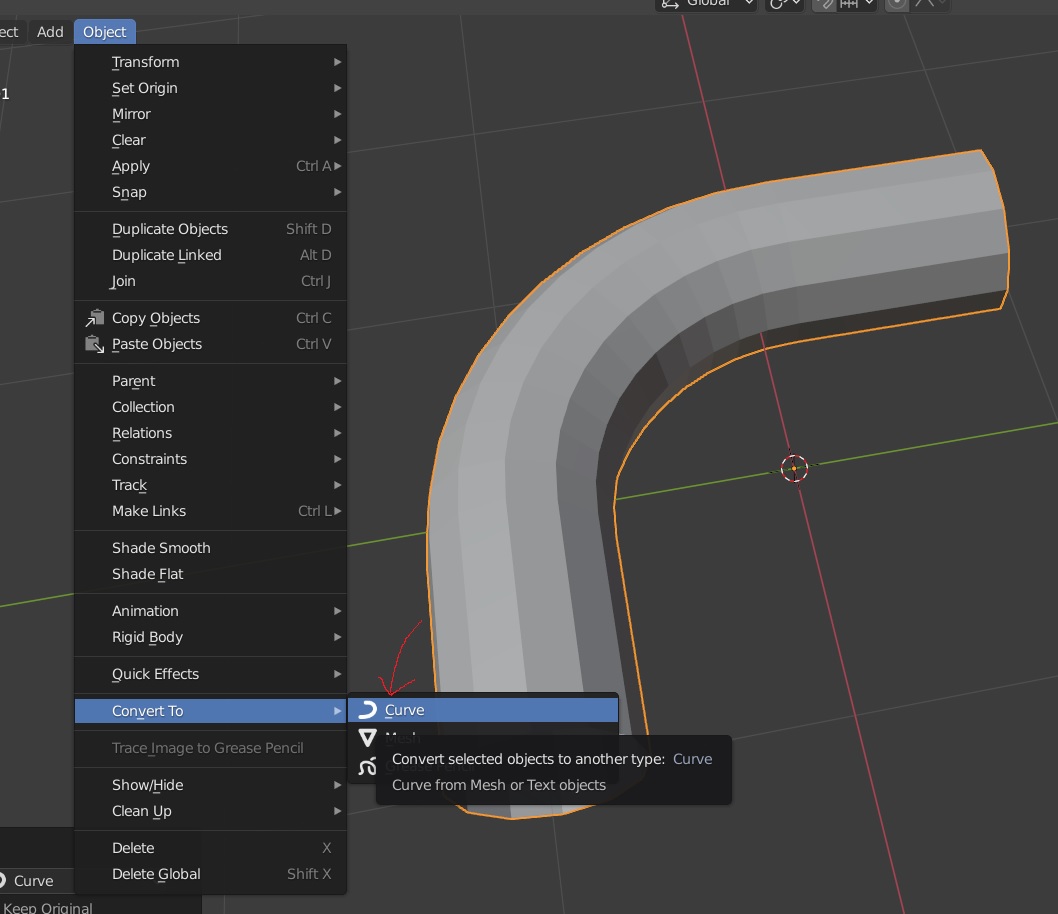 Global
ect Add Object
1
Transform
Set Origin
Mirror
Clear
Apply Ctrl A
Snap
Duplicate Objects Shift D
Duplicate Linked Alt D
Join Ctrl J
Copy Objects Ctrl C
Paste Objects Ctrl V
Parent
Collection
Relations
Constraints
Track
Make Links Ctrl L
Shade Smooth
Shade Flat
Animation
Rigid Body
Quick Effects
Convert To
Curve
Mesh
Convert selected objects to another type: Curve
Curve from Mesh or Text objects
Trace Image to Grease Pencil
Show/Hide
Clean Up
Delete X
Delete Global Shift X
Curve
Keep Original